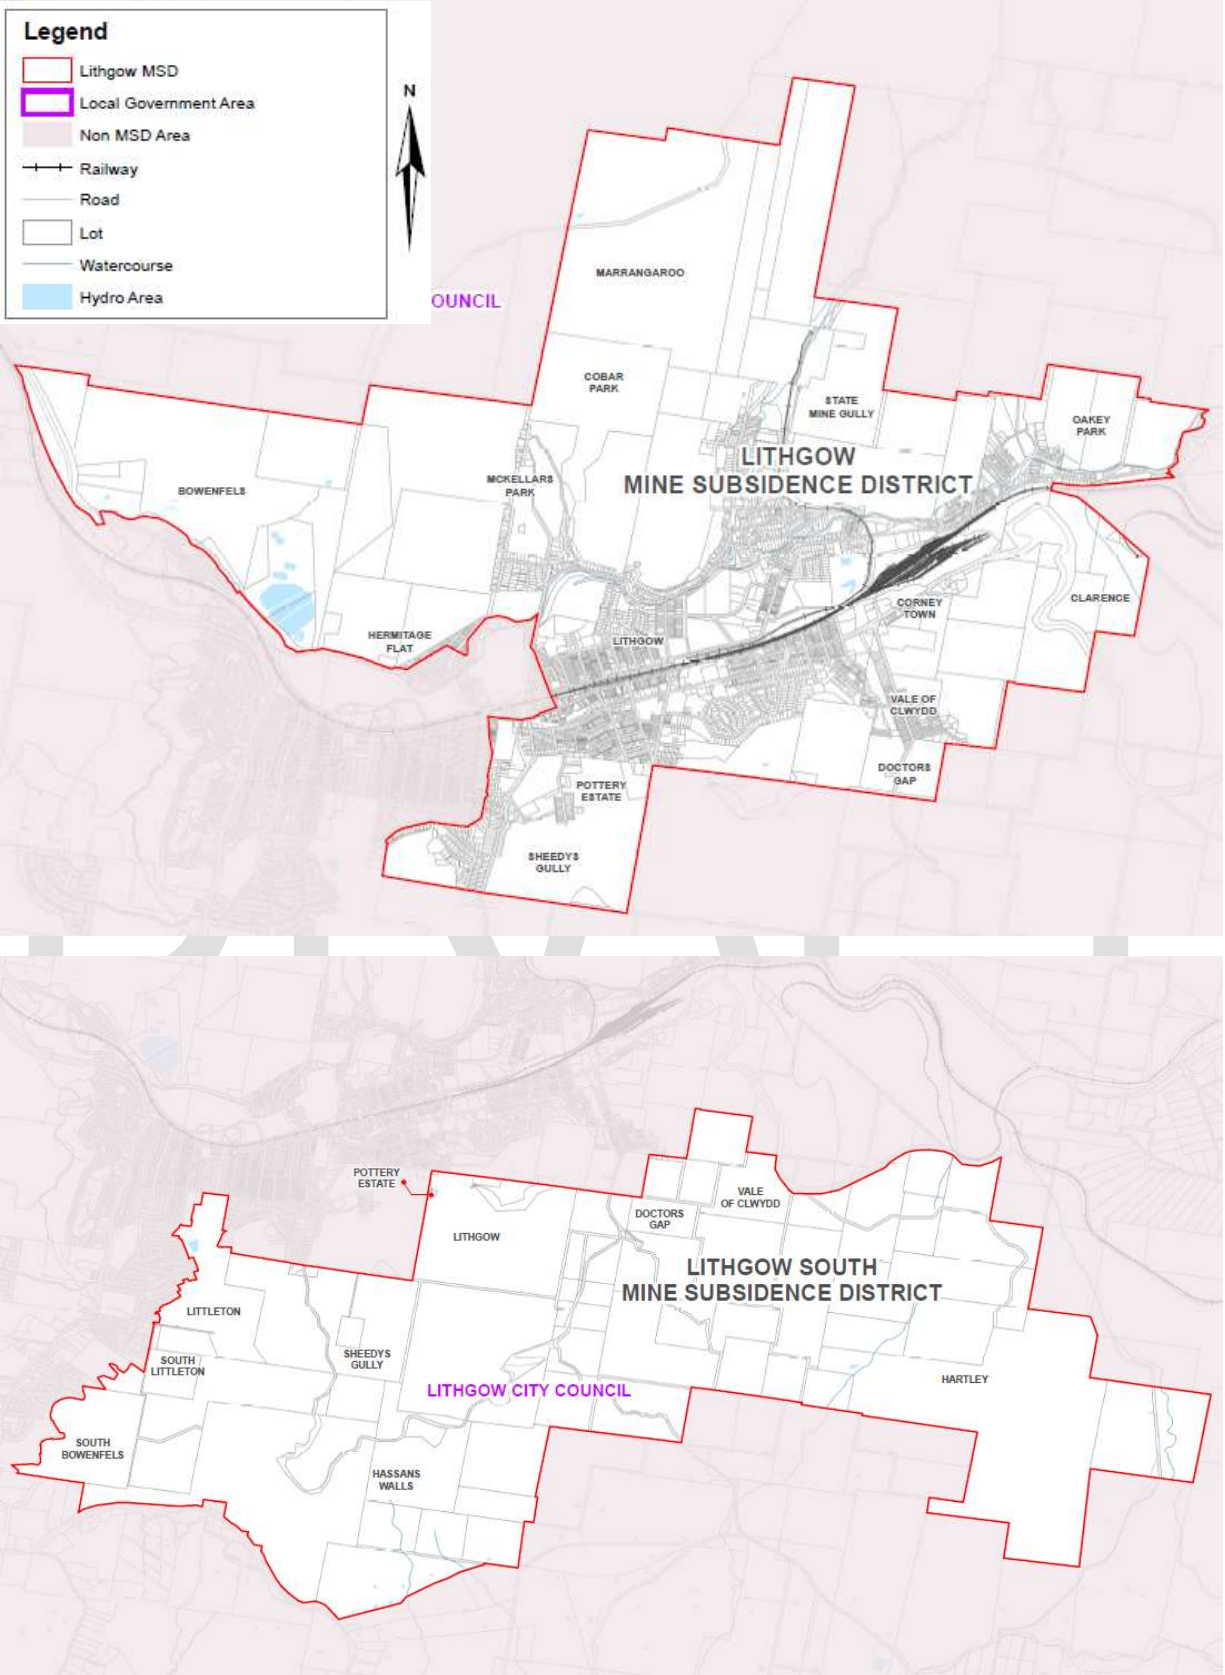 Legend
Lithgow MSD
Local Government Area
Non MSD Area
Railway
Road
Lot
Watercourse
Hydro Area
N
OUNCIL
MARRANGAROO
COBAR
PARK
STATE
MINE GULLY
OAKEY
PARK
LITHGOW
MINE SUBSIDENCE DISTRICT
MCKELLARS
PARK
BOWENFELS
CLARENCE
CORNEY
TOWN
HERMITAGE
FLAT
LITHGOW
VALE OF
CLWYDD
DOCTORS
GAP
POTTERY
ESTATE
SHEEDYS
GULLY
POTTERY
ESTATE
VALE
OF CLWYDD
DOCTORS
GAP
LITHGOW
LITHGOW SOUTH
MINE SUBSIDENCE DISTRICT
LITTLETON
SHEEDYS
GULLY
SOUTH
LITTLETON
HARTLEY
LITHGOW CITY COUNCIL
SOUTH
BOWENFELS
HASSANS
WALLS